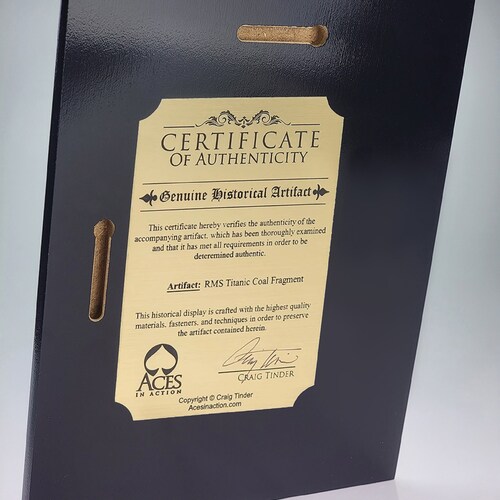 CERTIFICATE
OF AUTHENTICITY
Genuine Historical Artifact
This certificate hereby verifies the authenticity of the
accompanying artifact, which has been thoroughly examined
and that it has met all requirements in order to be
deteremined authentic.
Artifact: RMS Titanic Coal Fragment
This historical display is crafted with the highest quality
materials, fasteners, and techniques in order to preserve
the artifact contained herein.
ACES
IN ACTION
CRAIG TINDER
Copyright © Craig Tinder
Acesinaction.com